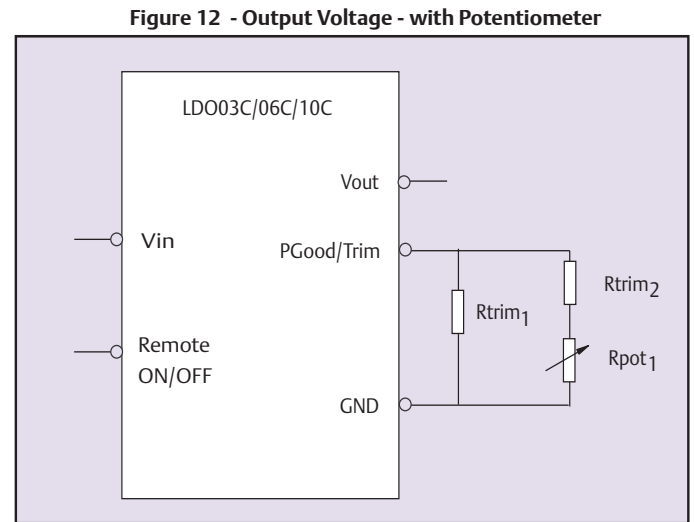 Figure 12 - Output Voltage - with Potentiometer
LDO03C/06C/10C
Vout
Vin
PGood/Trim
Rtrim2
Rtrim1
Remote
ON/OFF
Rpot1
GND